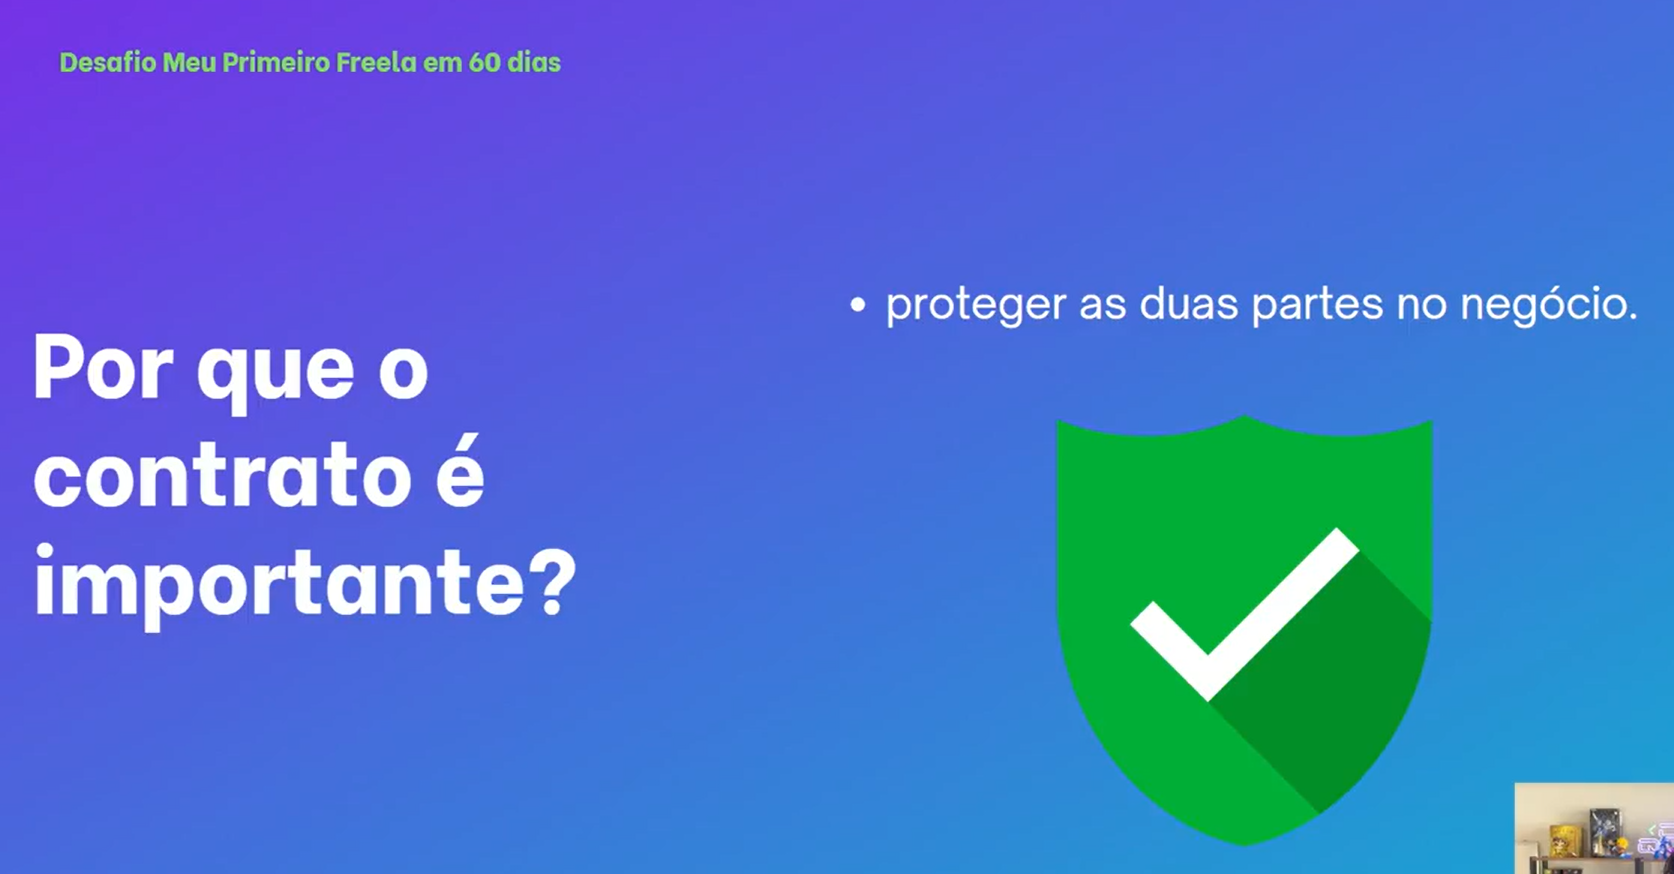 Desafio Meu Primeiro Freela em 60 dias
Por que o
contrato é
importante?
• proteger as duas partes no negócio.